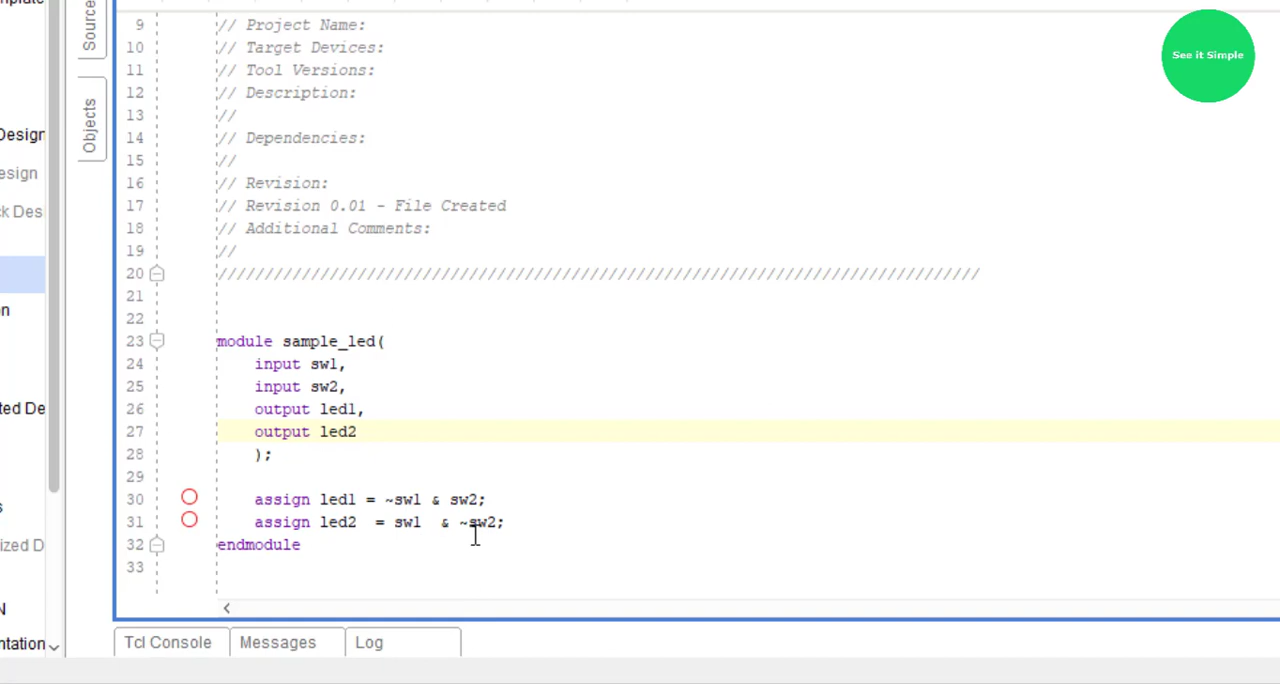 mplate
Source
9 // Project Name:
10 // Target Devices:
11 // Tool Versions:
12 // Description:
13 //
14 // Dependencies:
15 //
16 // Revision:
17 // Revision 0.01 - File Created
18 // Additional Comments:
19 //
20 ////////////////////////////////////////////////////////////////////////////////
21
22
23 module sample_led(
24 input sw1,
25 input sw2,
26 output led1,
27 output led2
28 );
29
30 assign led1 = ~sw1 & sw2;
31 assign led2  = sw1  & ~sw2;
32 endmodule
33
See it Simple
Objects
Design
esign
ck Des
n
ted De
s
ized D
N
ntation
Tcl Console Messages Log